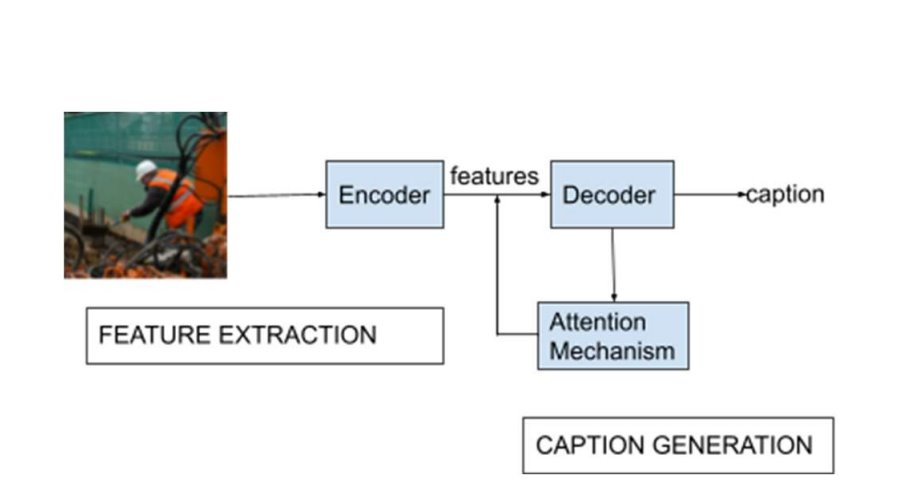 features
Encoder
Decoder
caption
FEATURE EXTRACTION
Attention
Mechanism
CAPTION GENERATION